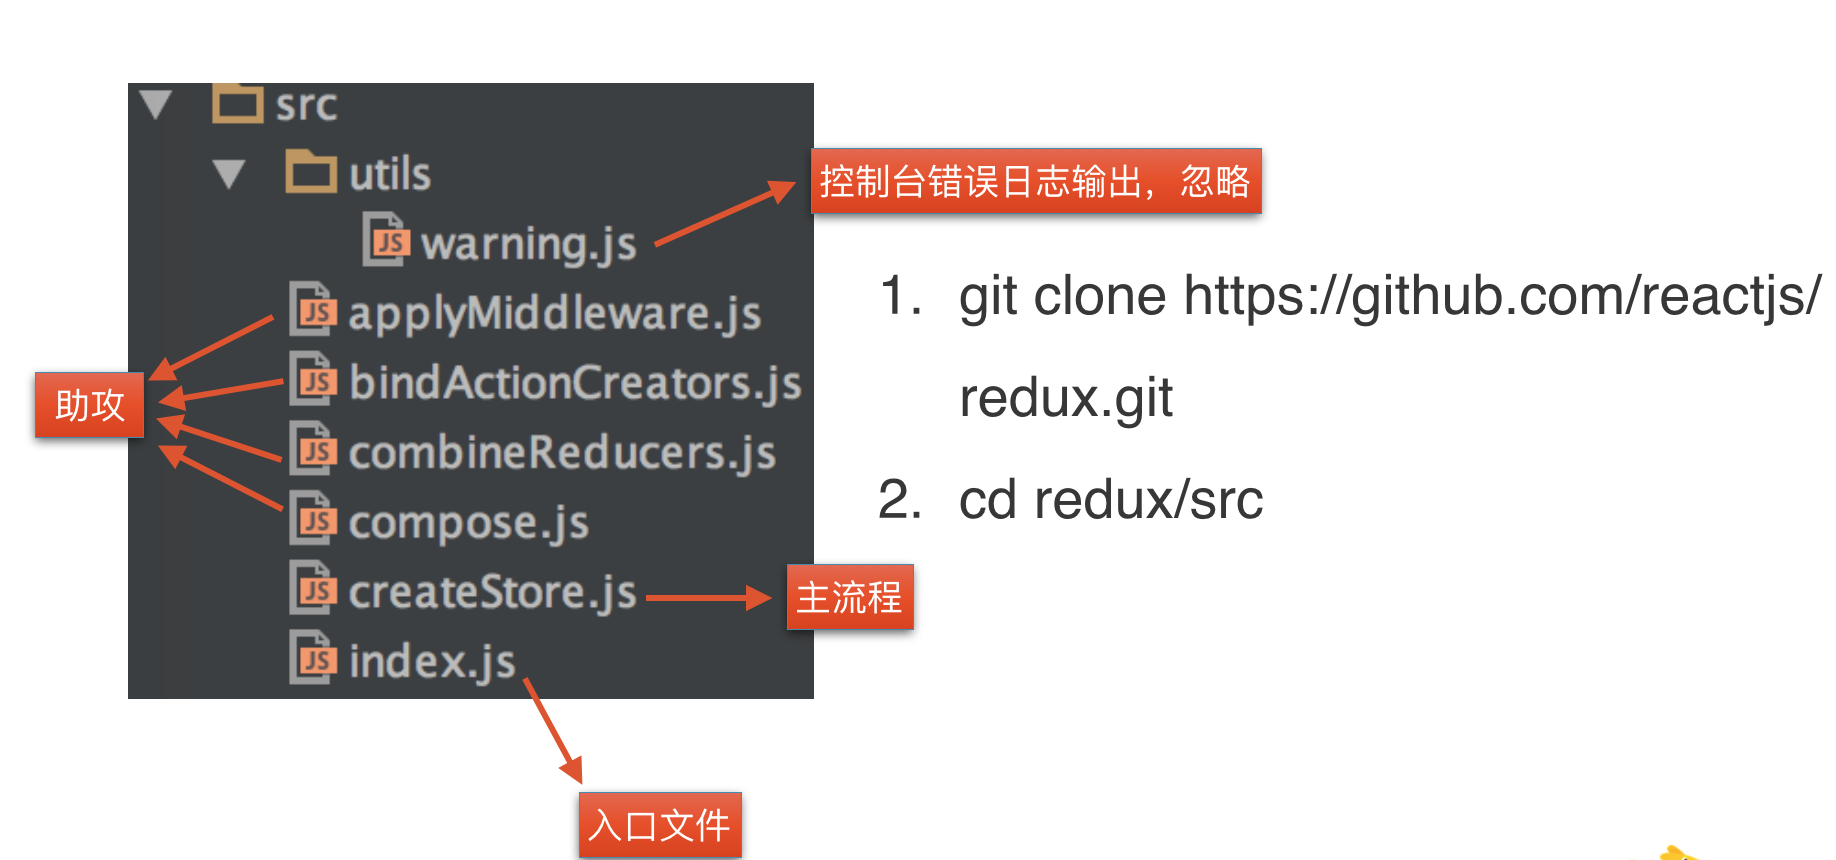 src
utils
warning.js
applyMiddleware.js
bindActionCreators.js
combineReducers.js
compose.js
createStore.js
index.js
助攻
控制台错误日志输出，忽略
主流程
入口文件
1. git clone https://github.com/reactjs/
redux.git
2. cd redux/src